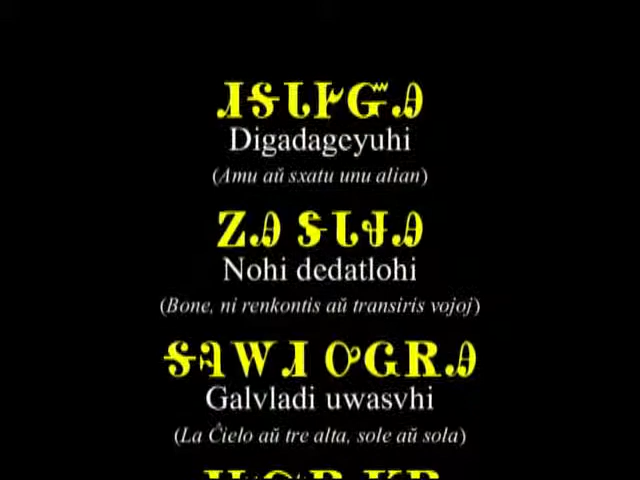 ᏗᎦᏓᎨᏳᎯ
Digadageyuhi
(Amu aŭ sxatu unu alian)
ᏃᎯ ᏕᏓᏠᎯ
Nohi dedatlohi
(Bone, ni renkontis aŭ transiris vojoj)
ᎦᎸᎳᏗ ᎤᏩᏒᎯ
Galvladi uwasvhi
(La Ĉielo aŭ tre alta, sole aŭ sola)